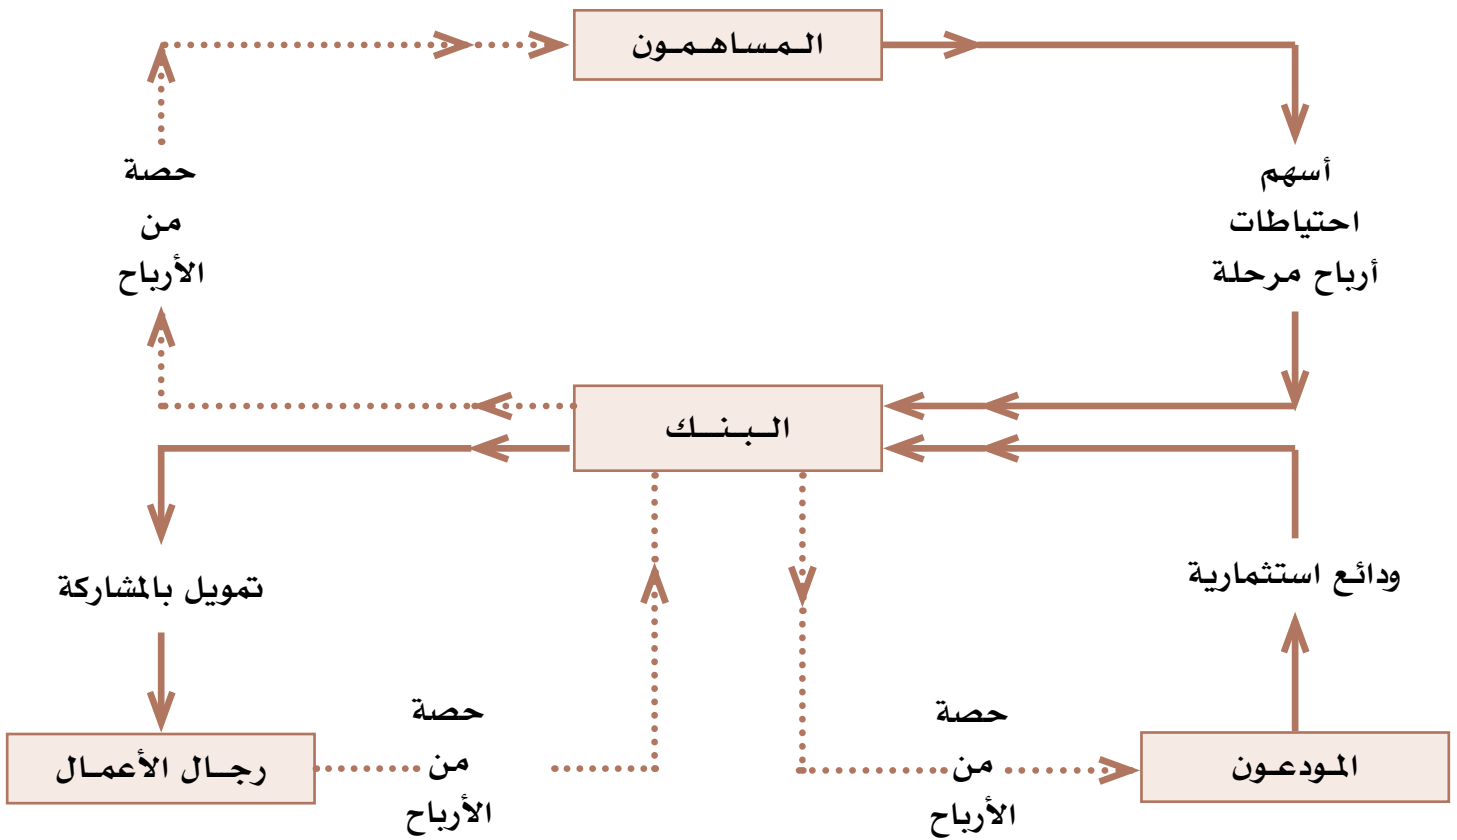 المساهمون
أسهم
احتياطات
أرباح مرحلة
حصة
من
الأرباح
البنك
ودائع استثمارية
تمويل بالمشاركة
حصة
من
الأرباح
حصة
من
الأرباح
المودعون
رجال الأعمال